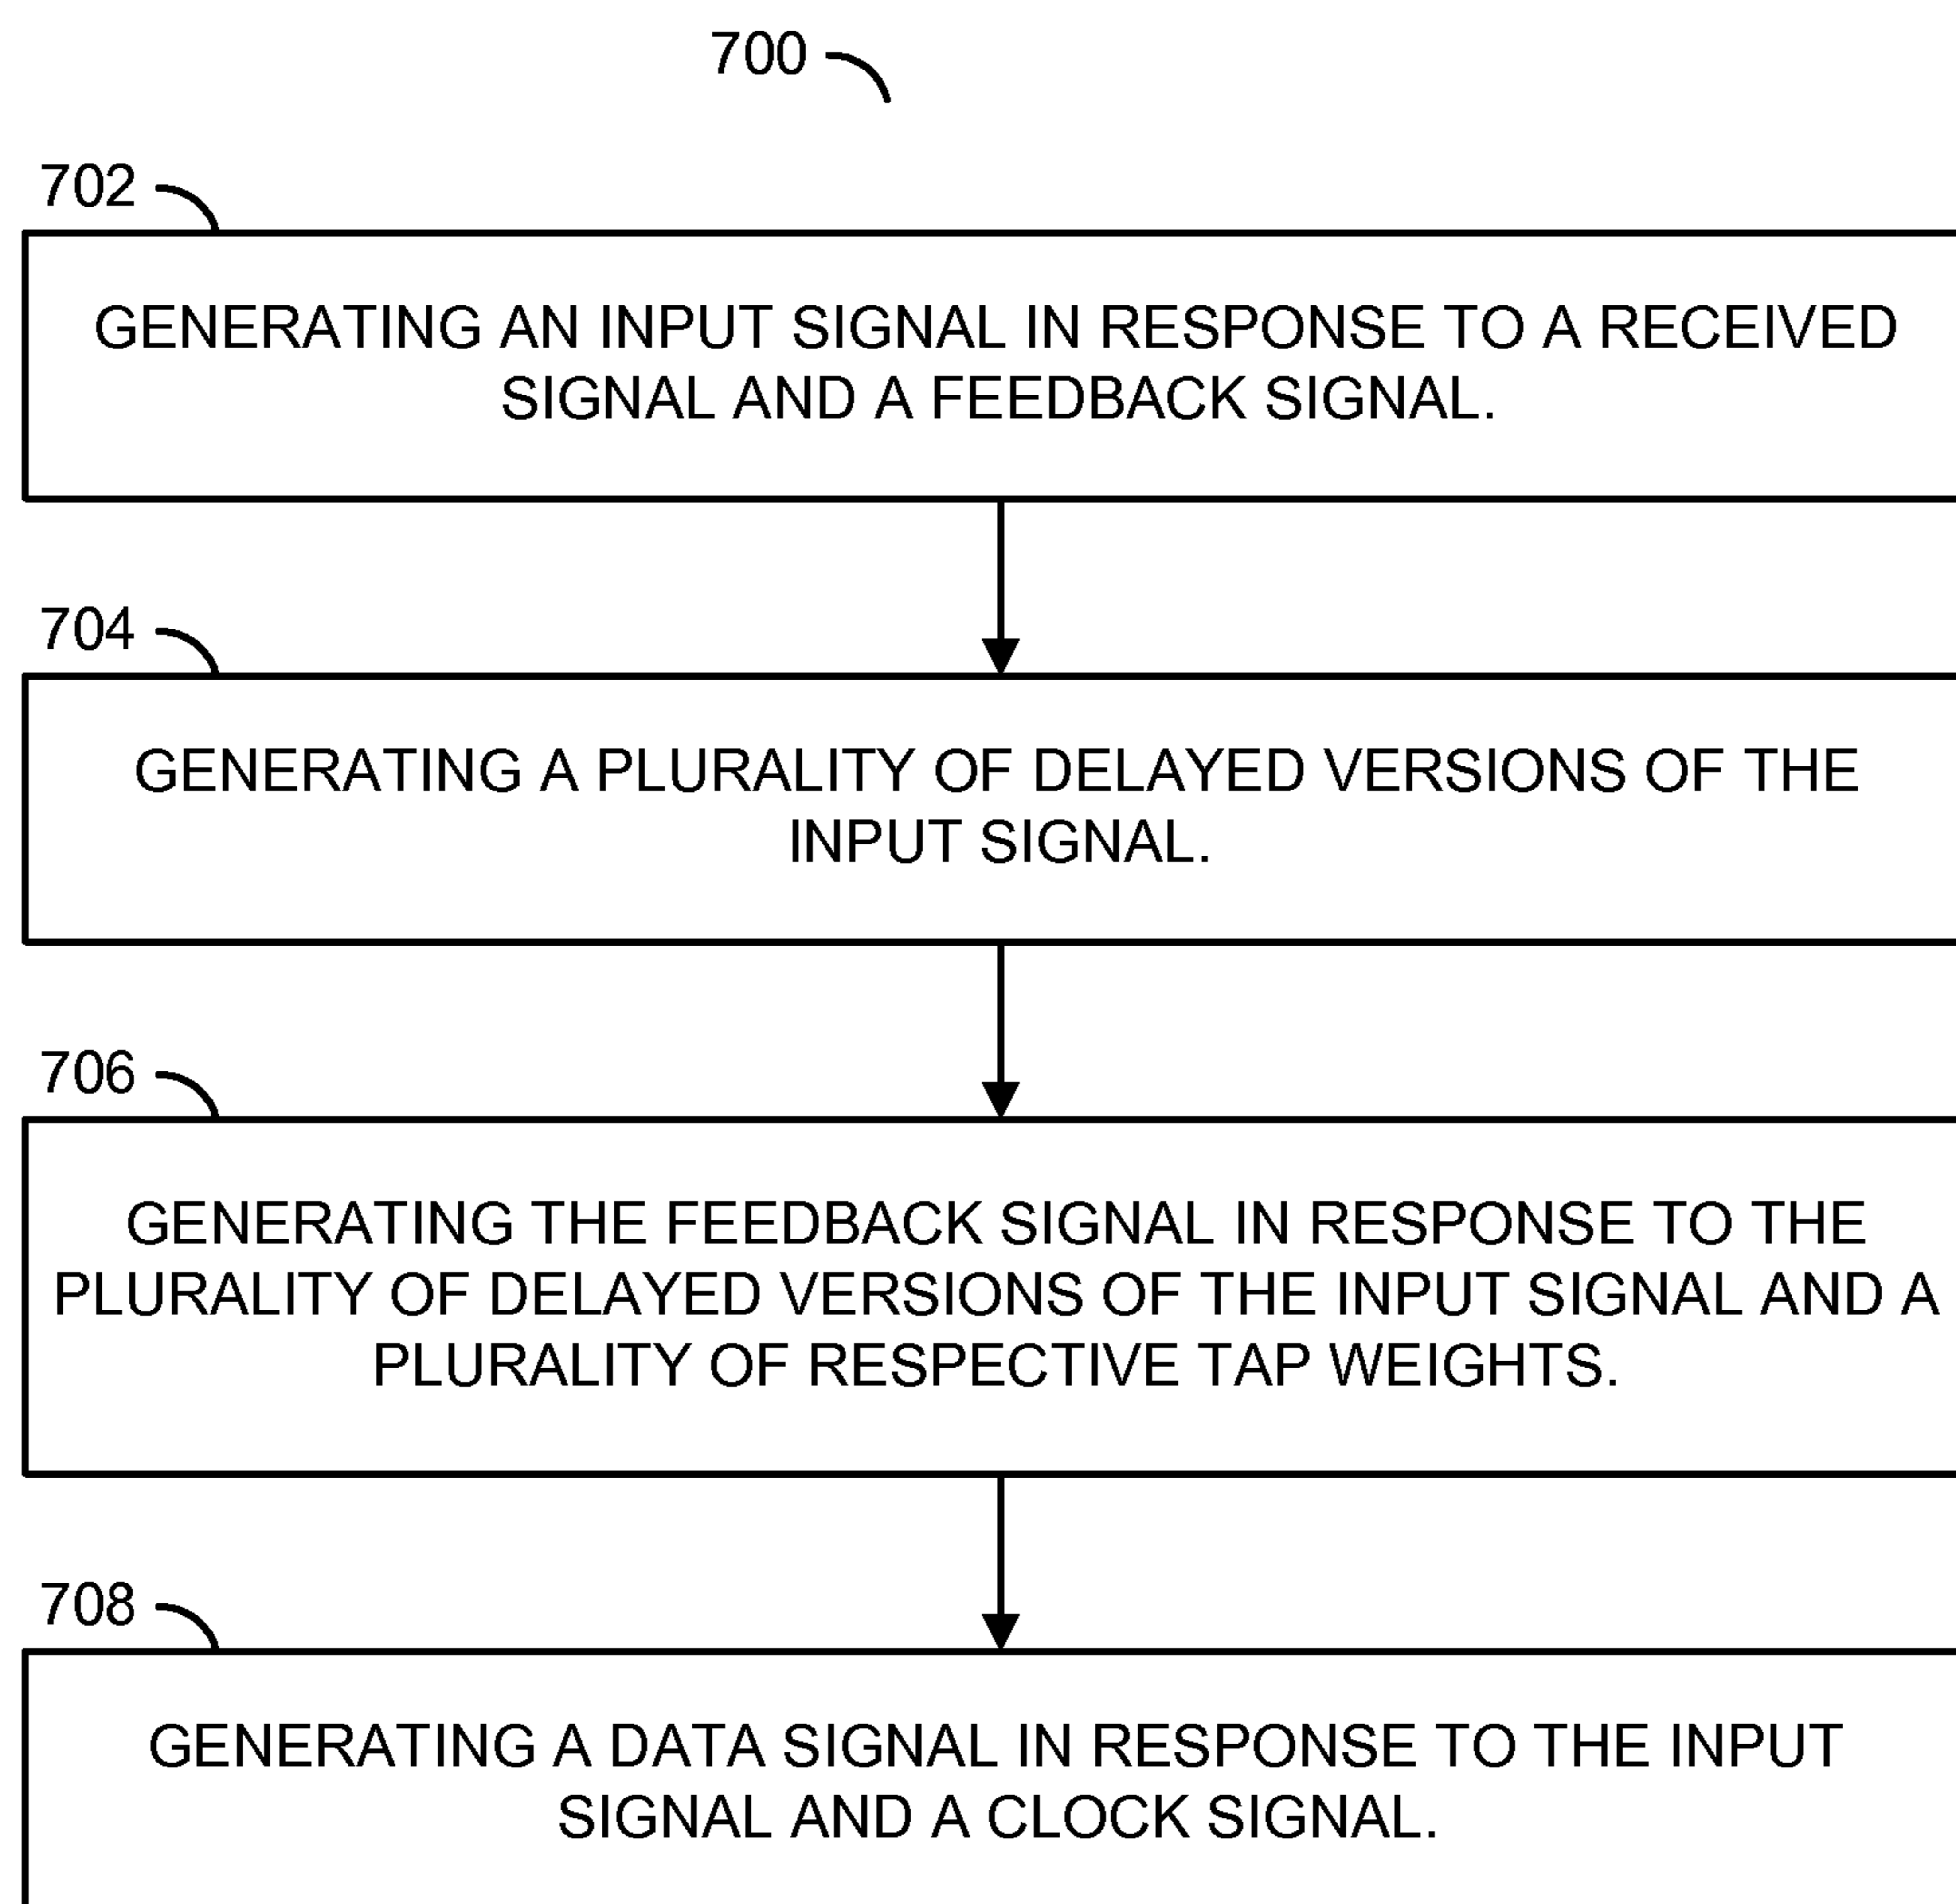 700
702
GENERATING AN INPUT SIGNAL IN RESPONSE TO A RECEIVED
SIGNAL AND A FEEDBACK SIGNAL.
704
GENERATING A PLURALITY OF DELAYED VERSIONS OF THE
INPUT SIGNAL.
706
GENERATING THE FEEDBACK SIGNAL IN RESPONSE TO THE
PLURALITY OF DELAYED VERSIONS OF THE INPUT SIGNAL AND A
PLURALITY OF RESPECTIVE TAP WEIGHTS.
708
GENERATING A DATA SIGNAL IN RESPONSE TO THE INPUT
SIGNAL AND A CLOCK SIGNAL.